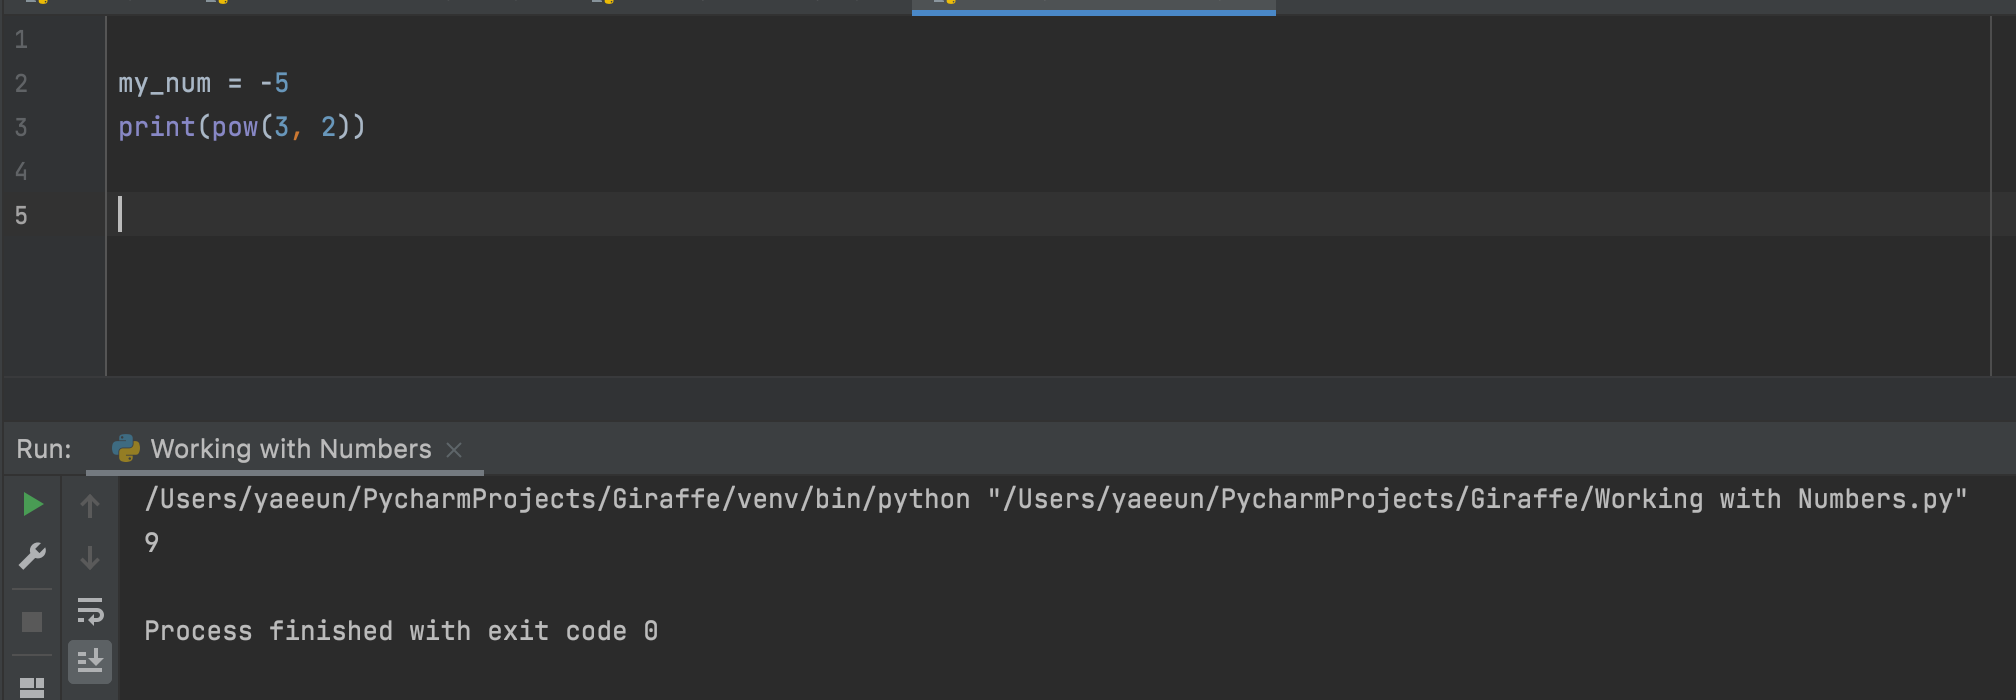 1
2 my_num = -5
3 print(pow(3, 2))
4
5
Run: Working with Numbers
/Users/yaeeun/PycharmProjects/Giraffe/venv/bin/python "/Users/yaeeun/PycharmProjects/Giraffe/Working with Numbers.py"
9
Process finished with exit code 0